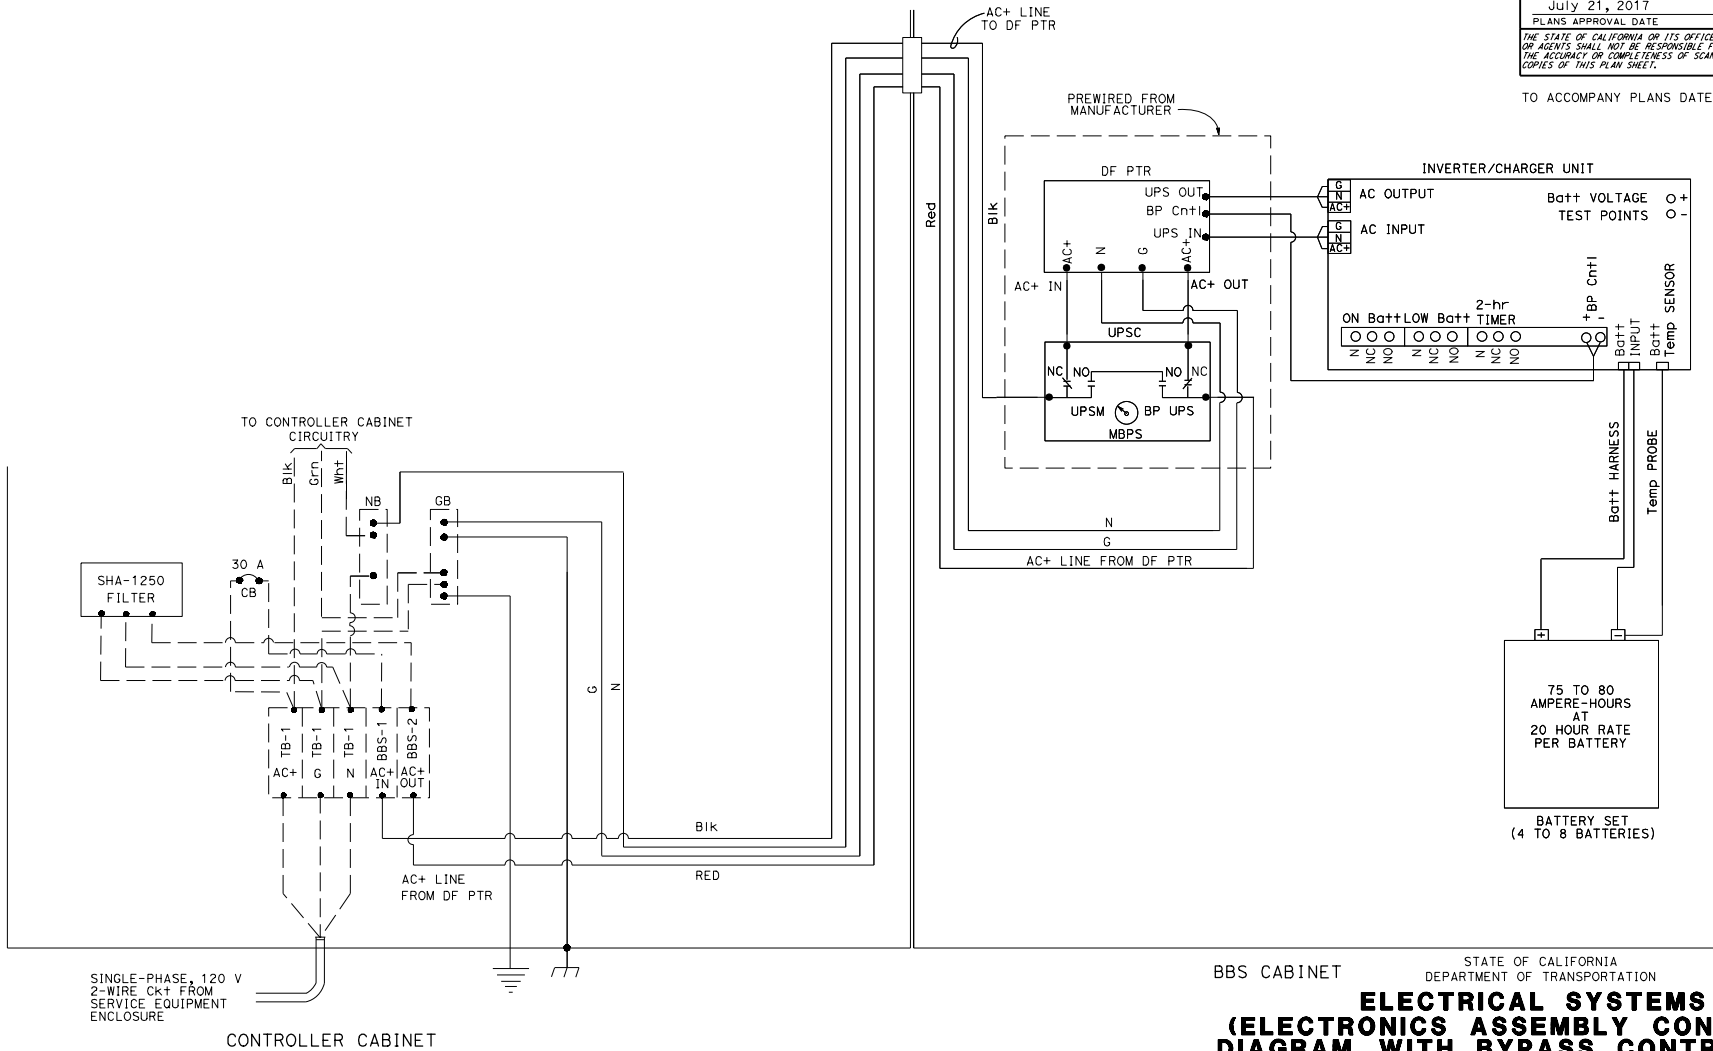 AC+ LINE
TO DF PTR
July 21, 2017
PLANS APPROVAL DATE
THE STATE OF CALIFORNIA OR ITS
OR AGENTS SHALL NOT BE RESPONSIBLE
THE ACCURACY OR COMPLETENESS OF
COPIES OF THIS PLAN SHEET.
TO ACCOMPANY PLANS DATE
PREWIRED FROM
MANUFACTURER
DF PTR
UPS OUT
BP Cntl
UPS IN
AC+
N
G
AC+
AC+ IN
AC+ OUT
UPSC
NC
NO
NO
NC
UPSM
BP
UPS
MBPS
Red
Blk
N
G
AC+ LINE FROM DF PTR
INVERTER/CHARGER UNIT
G
N
AC+
AC OUTPUT
G
N
AC+
AC INPUT
Batt VOLTAGE
TEST POINTS
+
-
ON Batt
LOW Batt
2-hr
TIMER
N
NC
NO
N
NC
NO
N
NC
NO
BP Cntl
+ -
Batt
INPUT
Batt
Temp SENSOR
Batt HARNESS
Temp PROBE
+
-
75 TO 80
AMPERE-HOURS
AT
20 HOUR RATE
PER BATTERY
BATTERY SET
(4 TO 8 BATTERIES)
TO CONTROLLER CABINET
CIRCUITRY
Blk
Grn
Wht
NB
GB
30 A
CB
SHA-1250
FILTER
TB-1
AC+
TB-1
G
TB-1
N
BBS-1
AC+
IN
BBS-2
AC+
OUT
G
N
Blk
RED
AC+ LINE
FROM DF PTR
SINGLE-PHASE, 120 V
2-WIRE Ckt FROM
SERVICE EQUIPMENT
ENCLOSURE
CONTROLLER CABINET
BBS CABINET
STATE OF CALIFORNIA
DEPARTMENT OF TRANSPORTATION
ELECTRICAL SYSTEMS
(ELECTRONICS ASSEMBLY CON
DIAGRAM WITH BYPASS CONTR